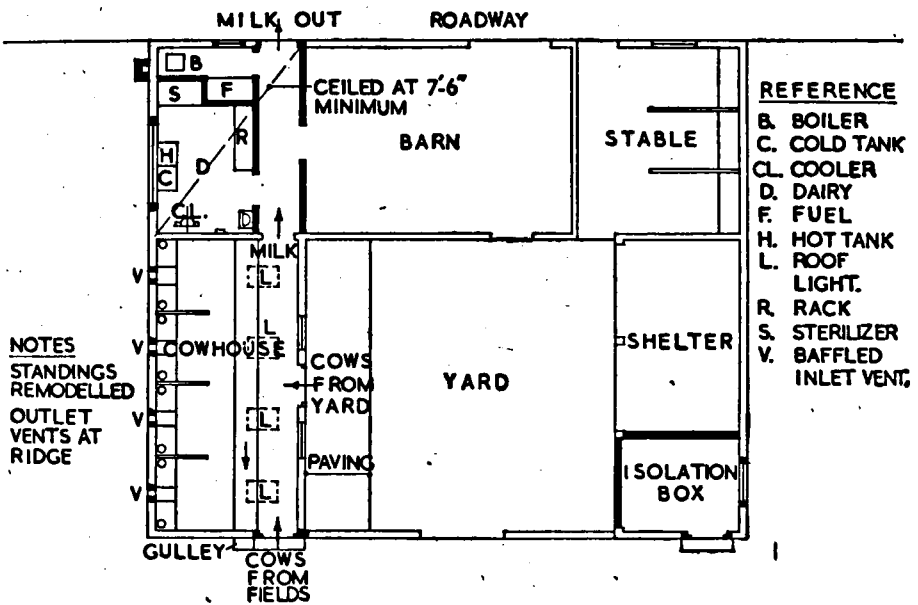 MILK OUT
ROADWAY
B
S
F
CEILED AT 7'-6"
MINIMUM
R
H
C
D
CL.
BARN
STABLE
REFERENCE
B. BOILER
C. COLD TANK
CL. COOLER
D. DAIRY
F. FUEL
H. HOT TANK
L. ROOF
LIGHT.
R. RACK
S. STERILIZER
V. BAFFLED
INLET VENT.
MILK
V
L
L
V
COWHOUSE
L
V
L
V
COWS
FROM
YARD
YARD
SHELTER
PAVING
ISOLATION
BOX
NOTES
STANDINGS
REMODELLED
OUTLET
VENTS AT
RIDGE
GULLEY
COWS
FROM
FIELDS